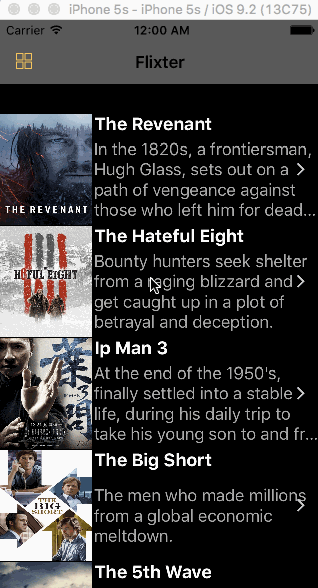 iPhone 5s - iPhone 5s / iOS 9.2 (13C75)
Carrier 12:00 AM
Flixter
The Revenant
In the 1820s, a frontiersman,
Hugh Glass, sets out on a
path of vengeance against
those who left him for dead...
THE REVENANT
The Hateful Eight
Bounty hunters seek shelter
from a raging blizzard and
get caught up in a plot of
betrayal and deception.
Ip Man 3
At the end of the 1950's,
finally settled into a stable
life, during his daily trip to
take his young son to and fr...
葉問
The Big Short
The men who made millions
from a global economic
meltdown.
THE
BIG
SHORT
The 5th Wave